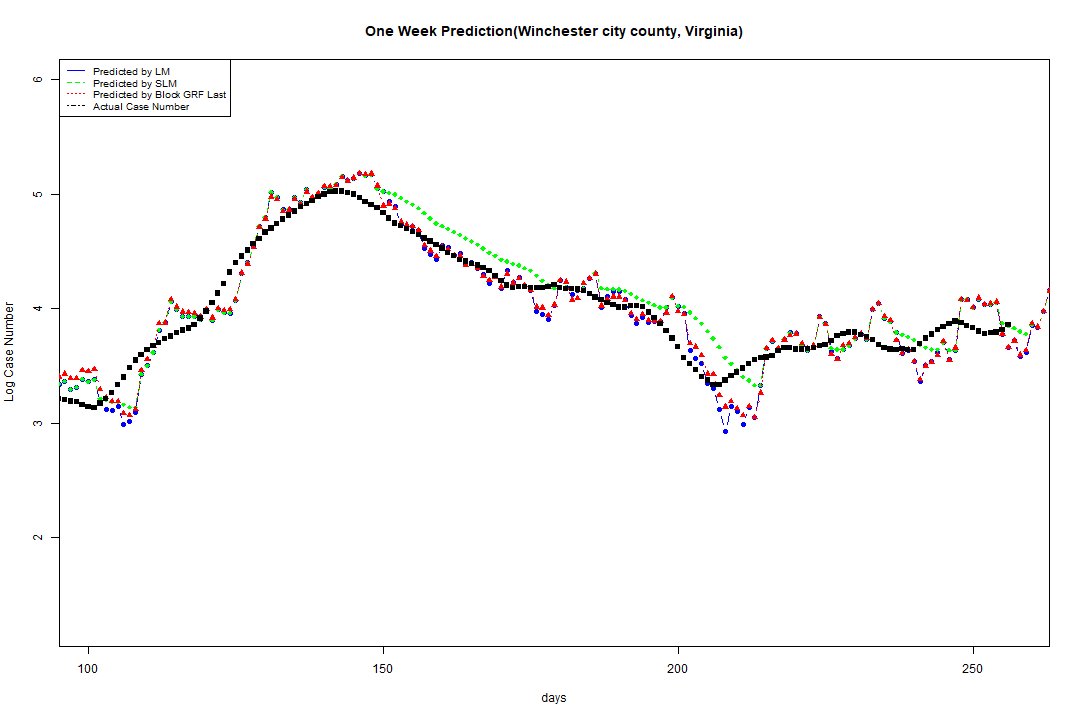 One Week Prediction(Winchester city county, Virginia)
Predicted by LM
Predicted by SLM
Predicted by Block GRF Last
Actual Case Number
Log Case Number
6
5
4
3
2
100 150 200 250
days